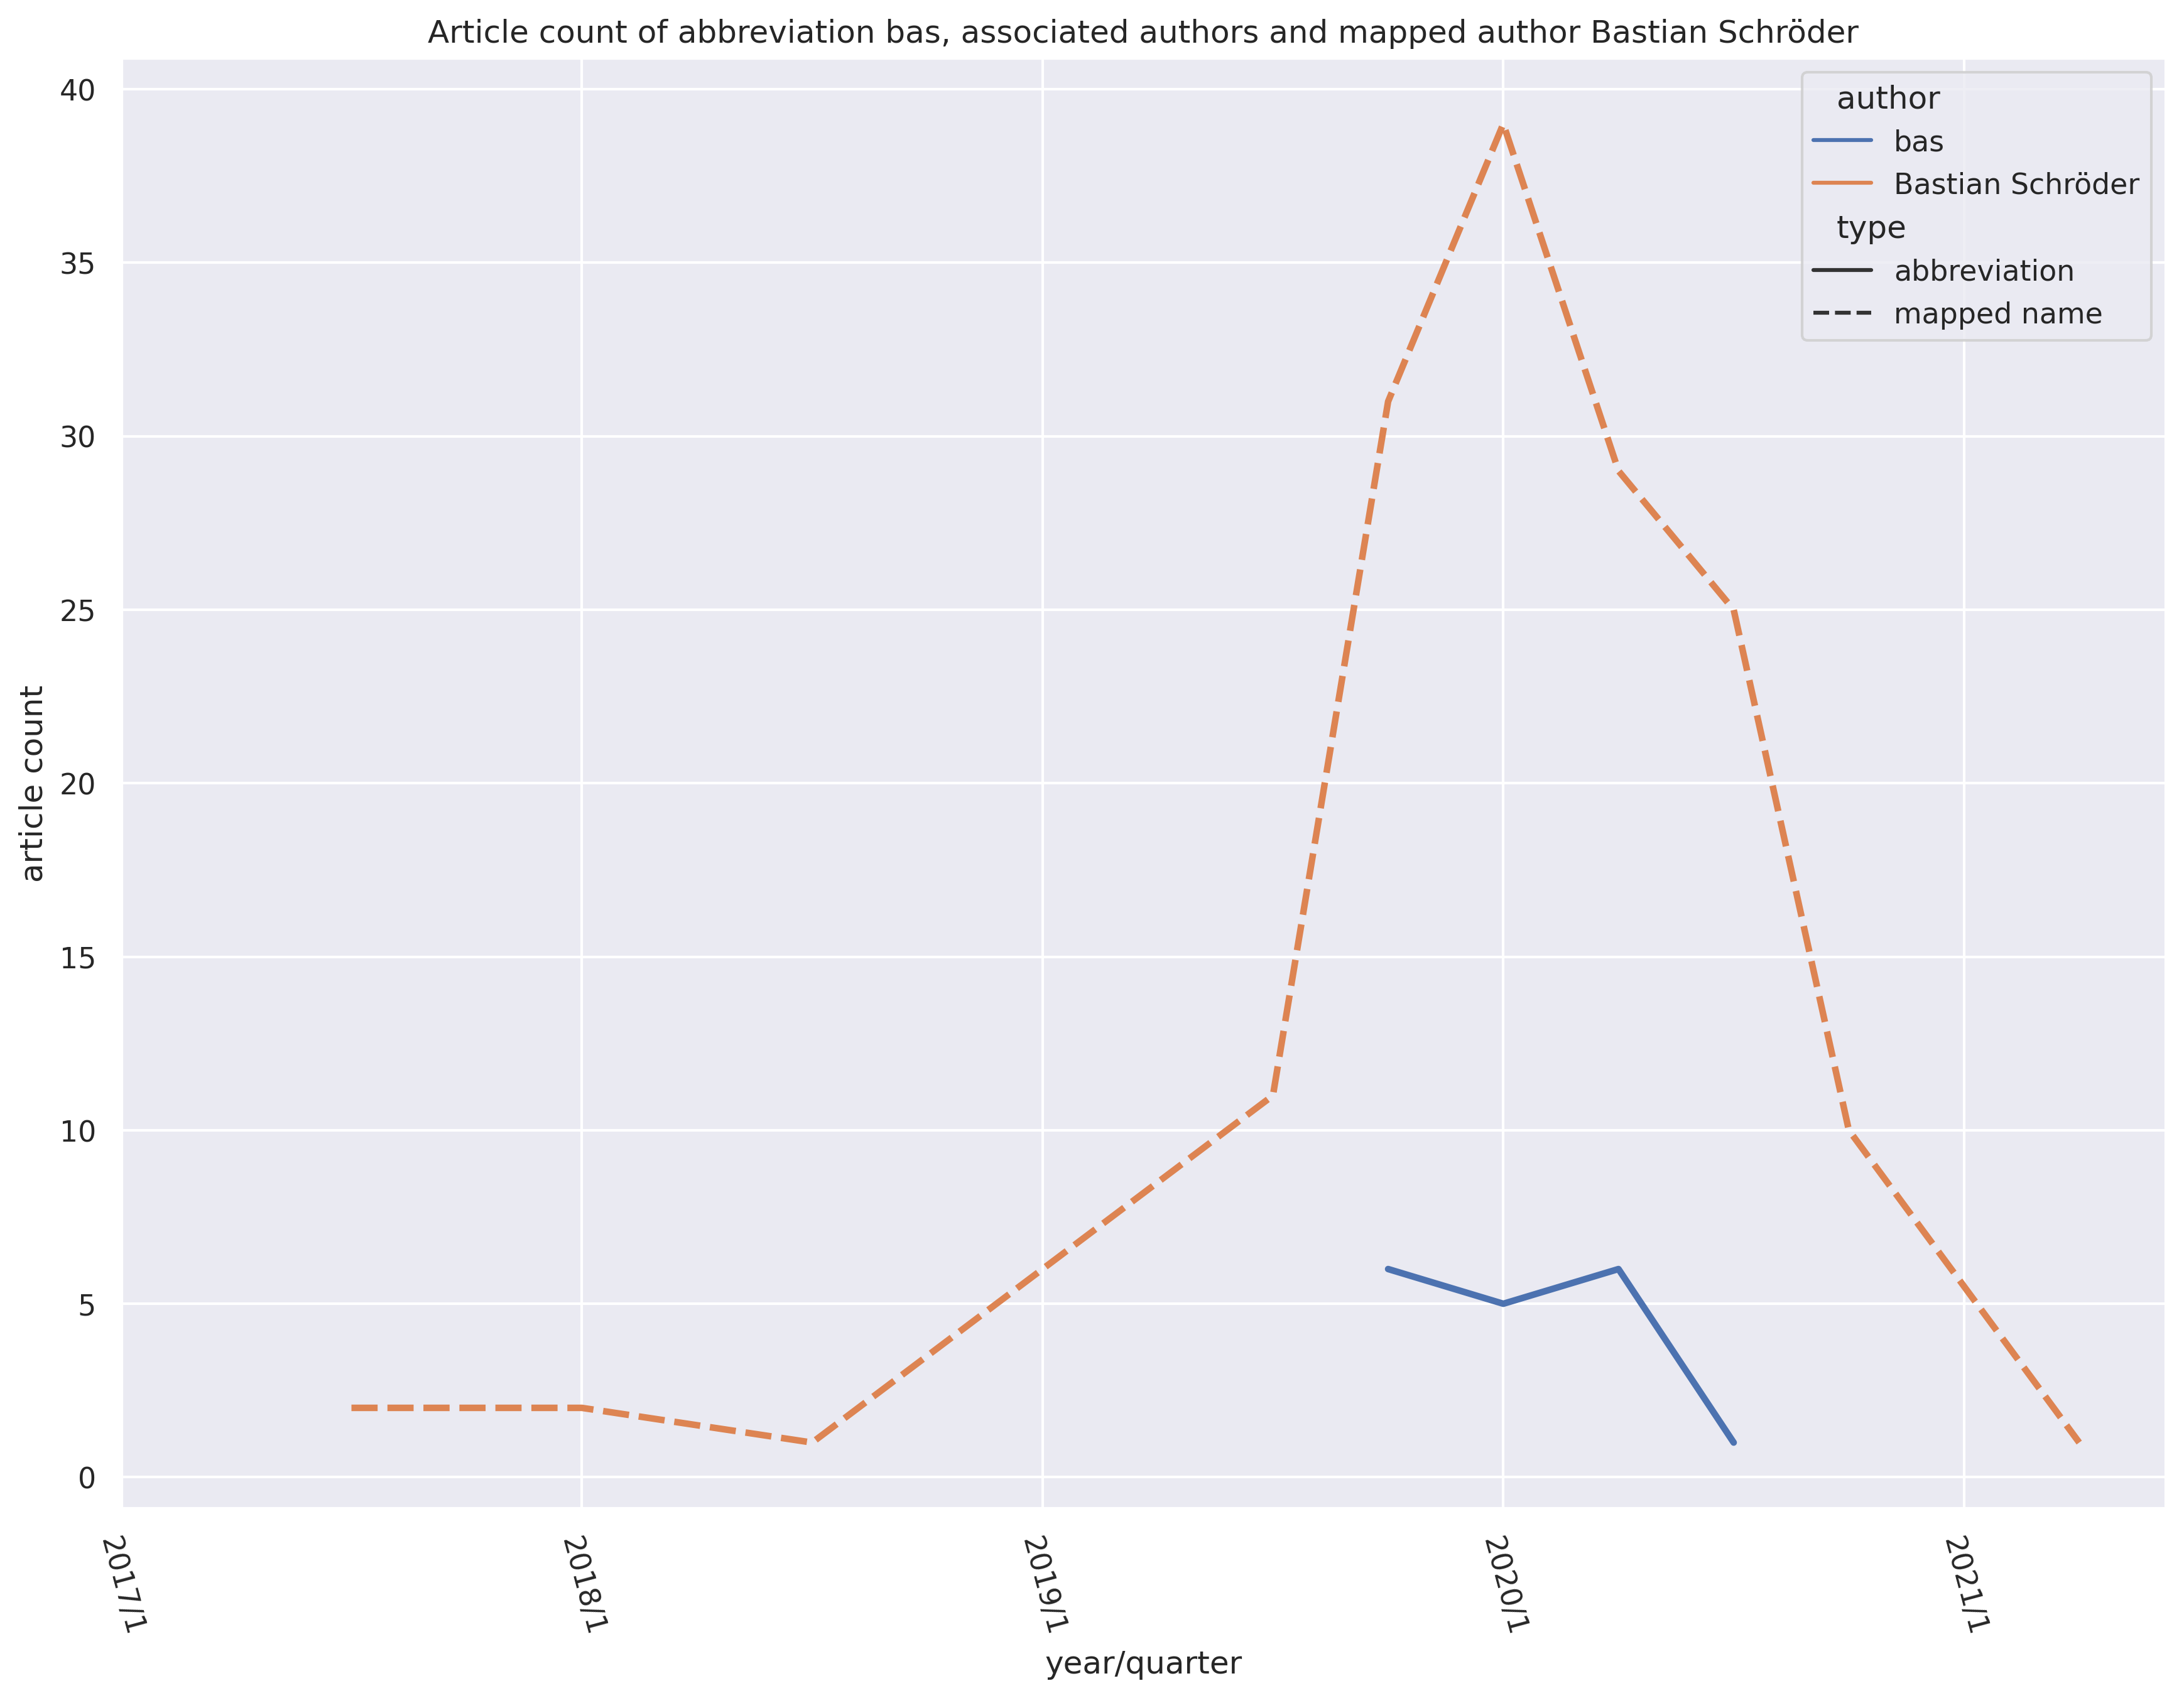 Article count of abbreviation bas, associated authors and mapped author Bastian Schröder
author
bas
Bastian Schröder
type
abbreviation
mapped name
article count
40
35
30
25
20
15
10
5
0
2017/1
2018/1
2019/1
2020/1
2021/1
year/quarter